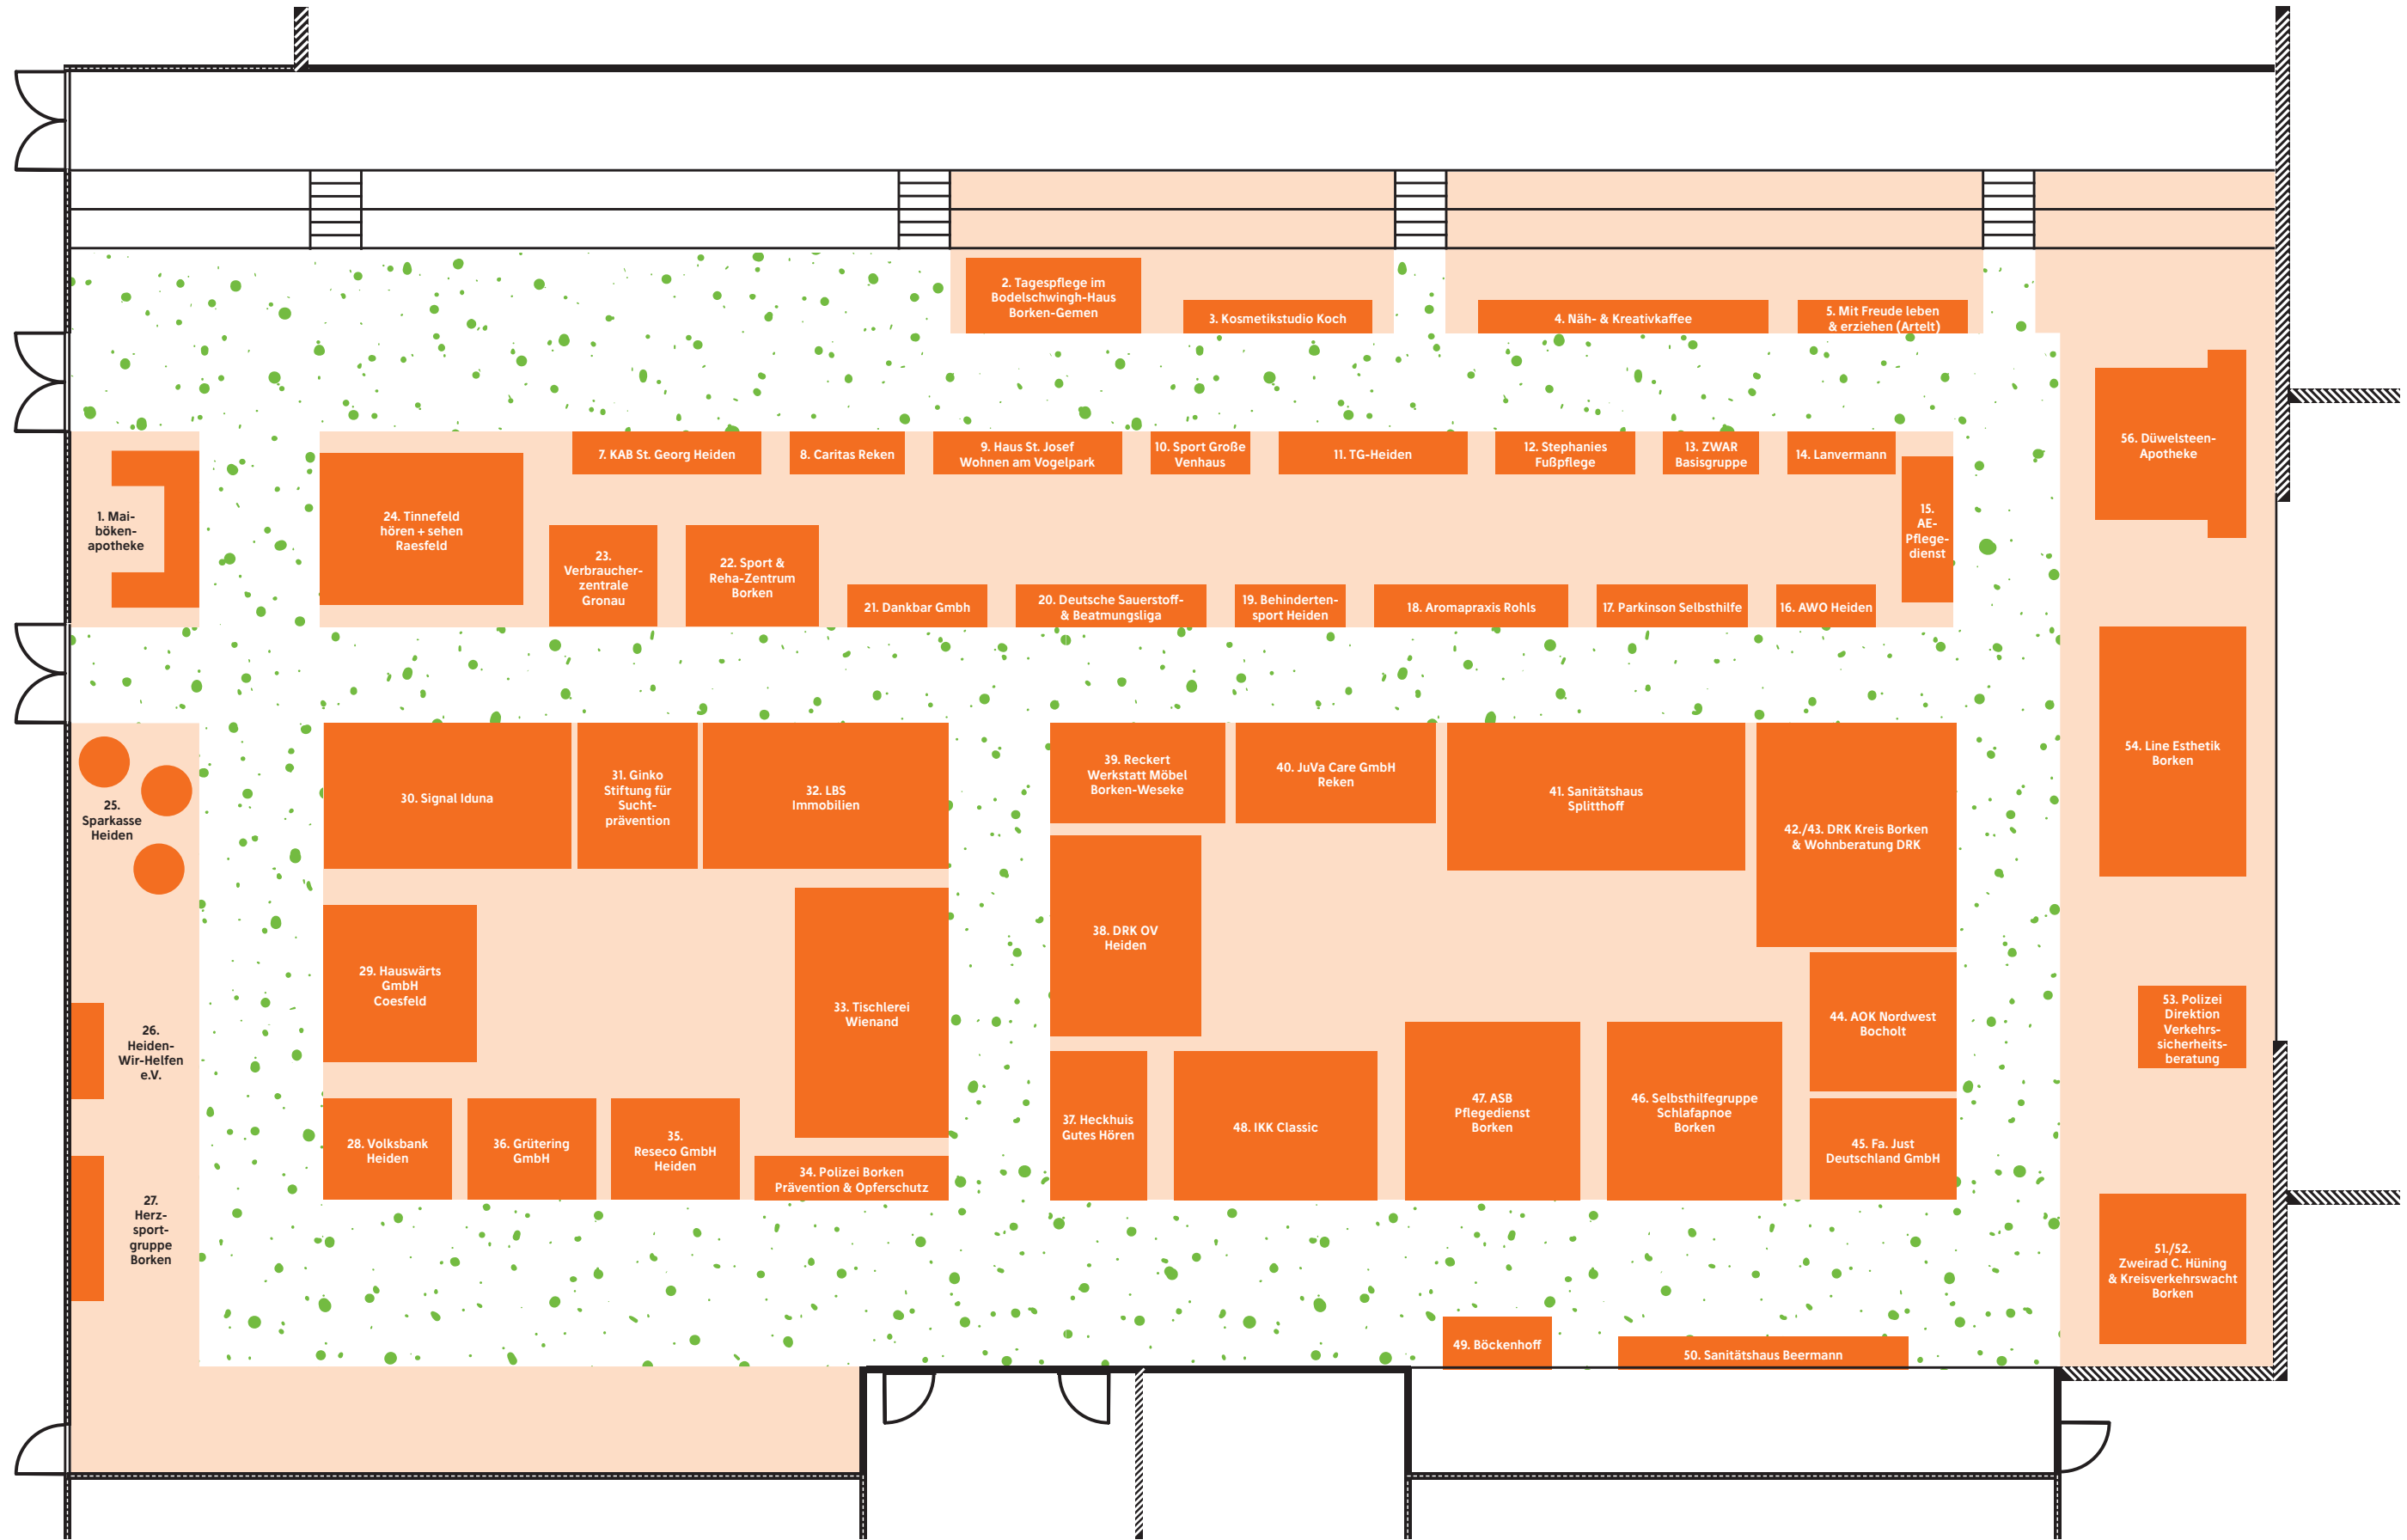 2. Tagespflege im
Bodelschwingh-Haus
Borken-Gemen
3. Kosmetikstudio Koch
4. Näh- & Kreativkaffee
5. Mit Freude leben
& erziehen (Artelt)
56. Düwelsteen-
Apotheke
1. Mai-
böken-
apotheke
24. Tinnefeld
hören + sehen
Raesfeld
7. KAB St. Georg Heiden
8. Caritas Reken
9. Haus St. Josef
Wohnen am Vogelpark
10. Sport Große
Venhaus
11. TG-Heiden
12. Stephanies
Fußpflege
13. ZWAR
Basisgruppe
14. Lanvermann
15.
AE-
Pflege-
dienst
23.
Verbraucher-
zentrale
Gronau
22. Sport &
Reha-Zentrum
Borken
21. Dankbar Gmbh
20. Deutsche Sauerstoff-
& Beatmungsliga
19. Behinderten-
sport Heiden
18. Aromapraxis Rohls
17. Parkinson Selbsthilfe
16. AWO Heiden
25.
Sparkasse
Heiden
30. Signal Iduna
31. Ginko
Stiftung für
Sucht-
prävention
32. LBS
Immobilien
39. Reckert
Werkstatt Möbel
Borken-Weseke
40. JuVa Care GmbH
Reken
41. Sanitätshaus
Splitthoff
42./43. DRK Kreis Borken
& Wohnberatung DRK
54. Line Esthetik
Borken
29. Hauswärts
GmbH
Coesfeld
33. Tischlerei
Wienand
38. DRK OV
Heiden
44. AOK Nordwest
Bocholt
53. Polizei
Direktion
Verkehrs-
sicherheits-
beratung
26.
Heiden-
Wir-Helfen
e.V.
28. Volksbank
Heiden
36. Grütering
GmbH
35.
Reseco GmbH
Heiden
34. Polizei Borken
Prävention & Opferschutz
37. Heckhuis
Gutes Hören
48. IKK Classic
47. ASB
Pflegedienst
Borken
46. Selbsthilfegruppe
Schlafapnoe
Borken
45. Fa. Just
Deutschland GmbH
27.
Herz-
sport-
gruppe
Borken
51./52.
Zweirad C. Hüning
& Kreisverkehrswacht
Borken
49. Böckenhoff
50. Sanitätshaus Beermann